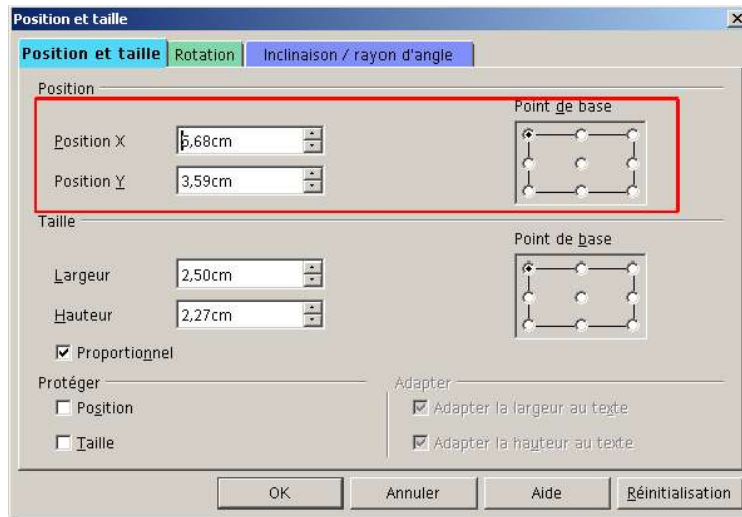 Position et taille
Position et taille Rotation Inclinaison / rayon d'angle
Position
Point de base
Position X 5,68cm
Position Y 3,59cm
Taille
Point de base
Largeur 2,50cm
Hauteur 2,27cm
Proportionnel
Protéger Adapter
Position Adapter la largeur au texte
Taille Adapter la hauteur au texte
OK Annuler Aide Réinitialisation